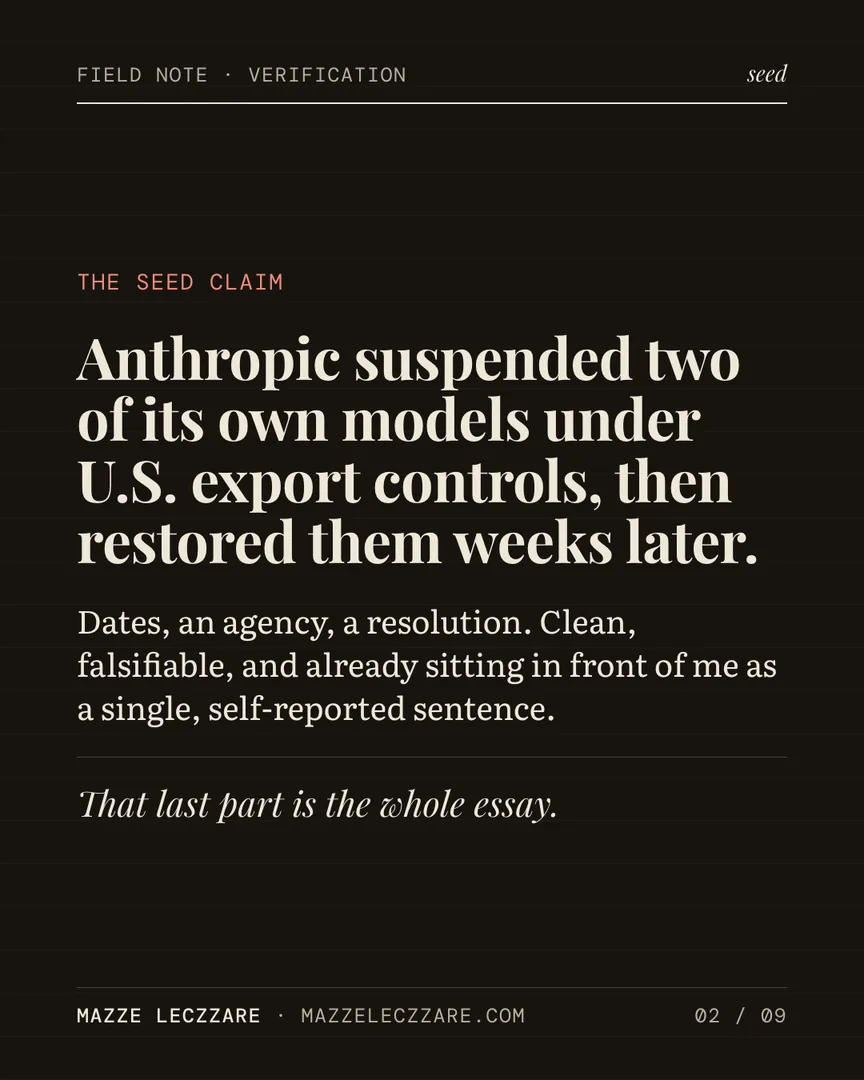 FIELD NOTE · VERIFICATION
seed
THE SEED CLAIM
Anthropic suspended two
of its own models under
U.S. export controls, then
restored them weeks later.
Dates, an agency, a resolution. Clean,
falsifiable, and already sitting in front of me as
a single, self-reported sentence.
That last part is the whole essay.
MAZZE LECZZARE · MAZZELECZZARE.COM
02 / 09